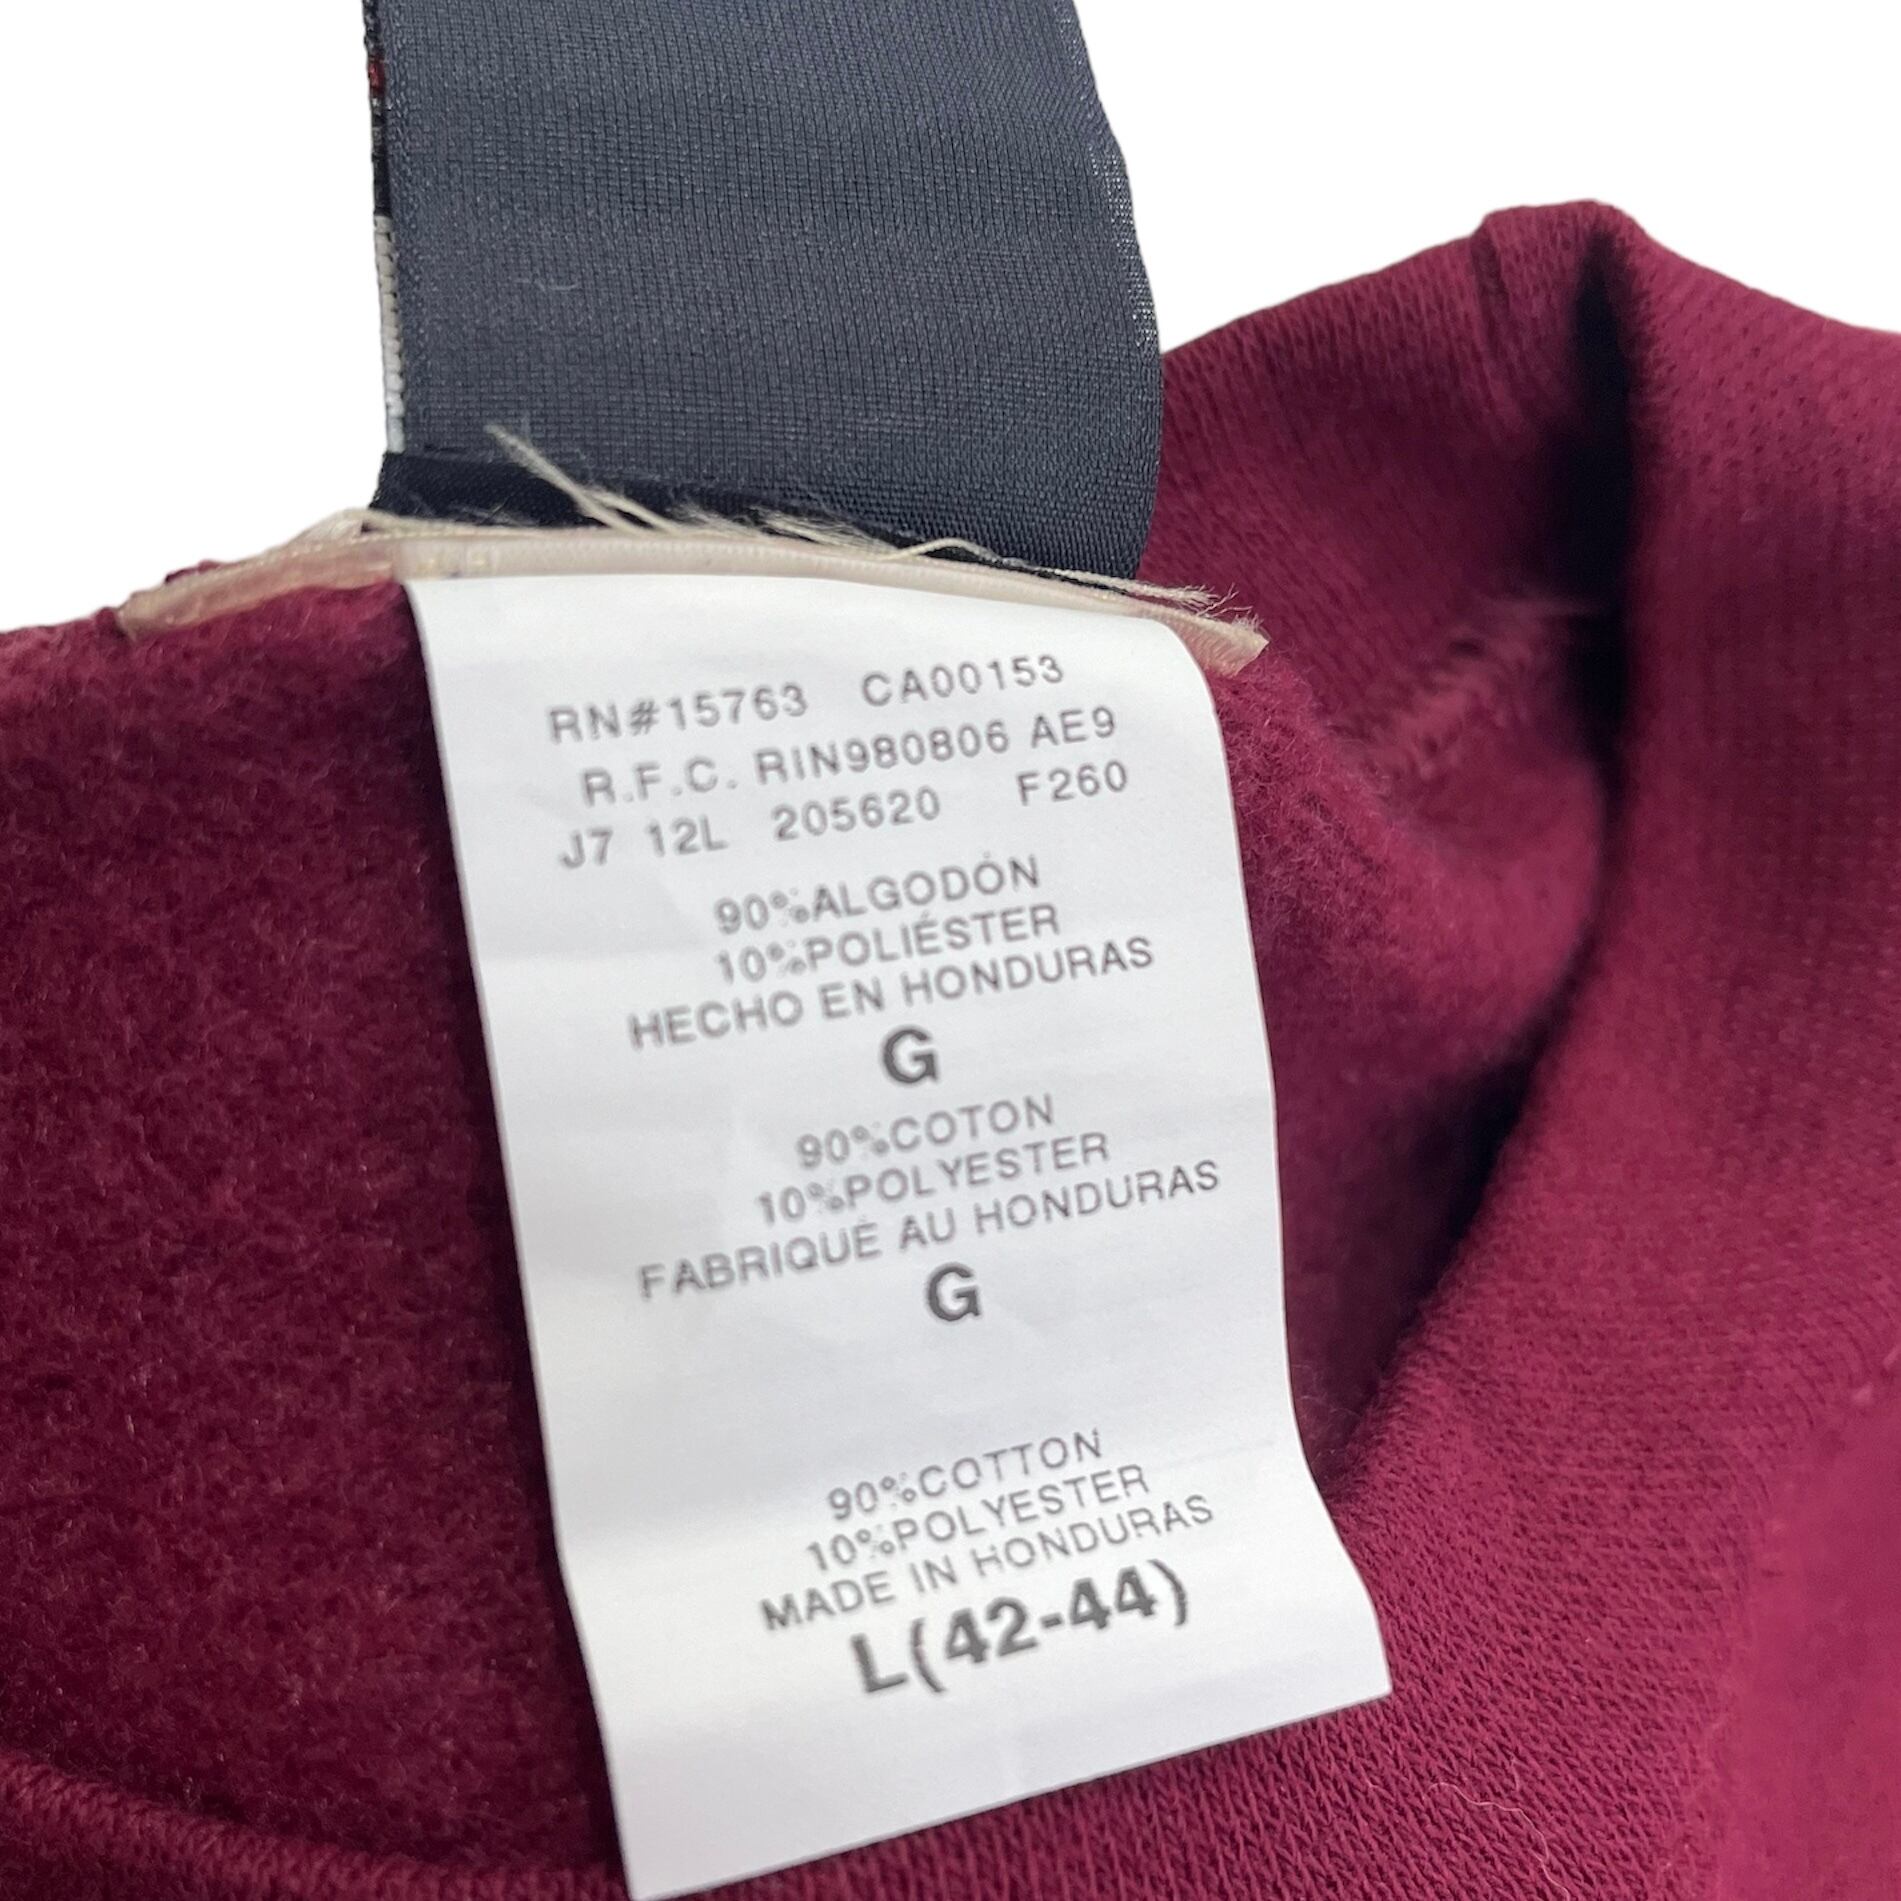 RN#15763 CA00153
R.F.C. RIN980806 AE9
J7 12L 205620 F260
90%ALGODÓN
10%POLIÉSTER
HECHO EN HONDURAS
G
90%COTON
10%POLYESTER
FABRIQUÉ AU HONDURAS
G
90%COTTON
10%POLYESTER
MADE IN HONDURAS
L(42-44)